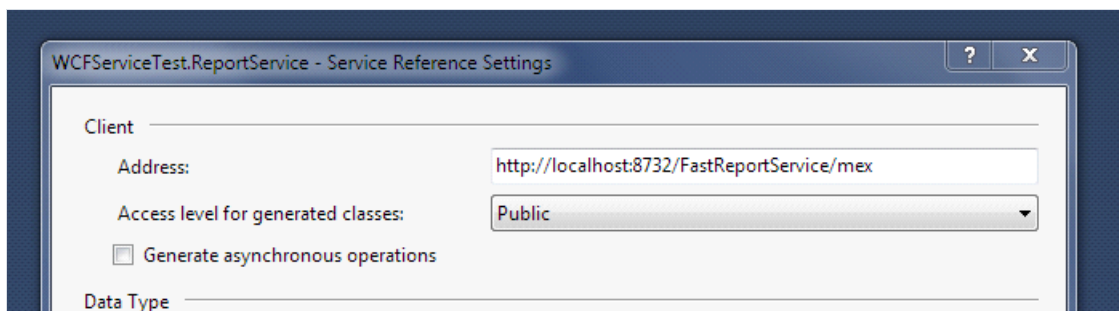 WCFServiceTest.ReportService - Service Reference Settings
? X
Client
Address: http://localhost:8732/FastReportService/mex
Access level for generated classes: Public
Generate asynchronous operations
Data Type